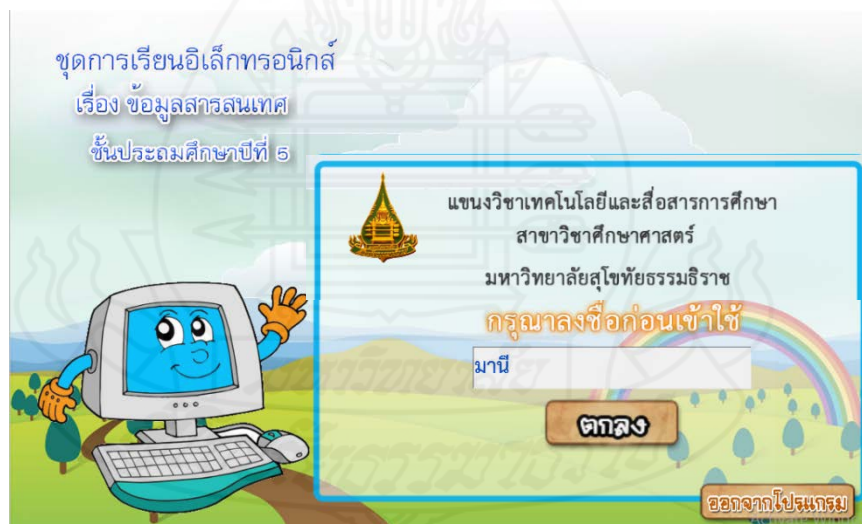 ชุดการเรียนอิเล็กทรอนิกส์
เรื่อง ข้อมูลสารสนเทศ
ชั้นประถมศึกษาปีที่ 5
แขนงวิชาเทคโนโลยีและสื่อสารการศึกษา
สาขาวิชาศึกษาศาสตร์
มหาวิทยาลัยสุโขทัยธรรมธิราช
กรุณาลงชื่อก่อนเข้าใช้
มานี
ตกลง
ออกจากโปรแกรม